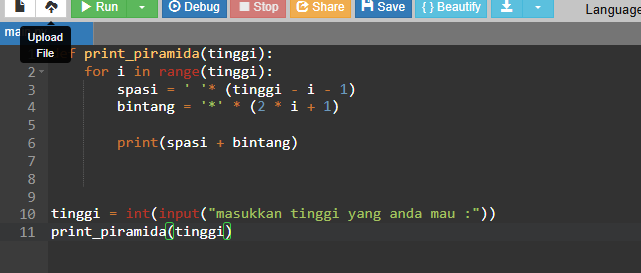 Run Debug Stop Share Save { } Beautify Language
ma
Upload
File
print_piramida(tinggi):
2 for i in range(tinggi):
3 spasi = ' '* (tinggi - i - 1)
4 bintang = '*' * (2 * i + 1)
5
6 print(spasi + bintang)
7
8
9
10 tinggi = int(input("masukkan tinggi yang anda mau :"))
11 print_piramida(tinggi)